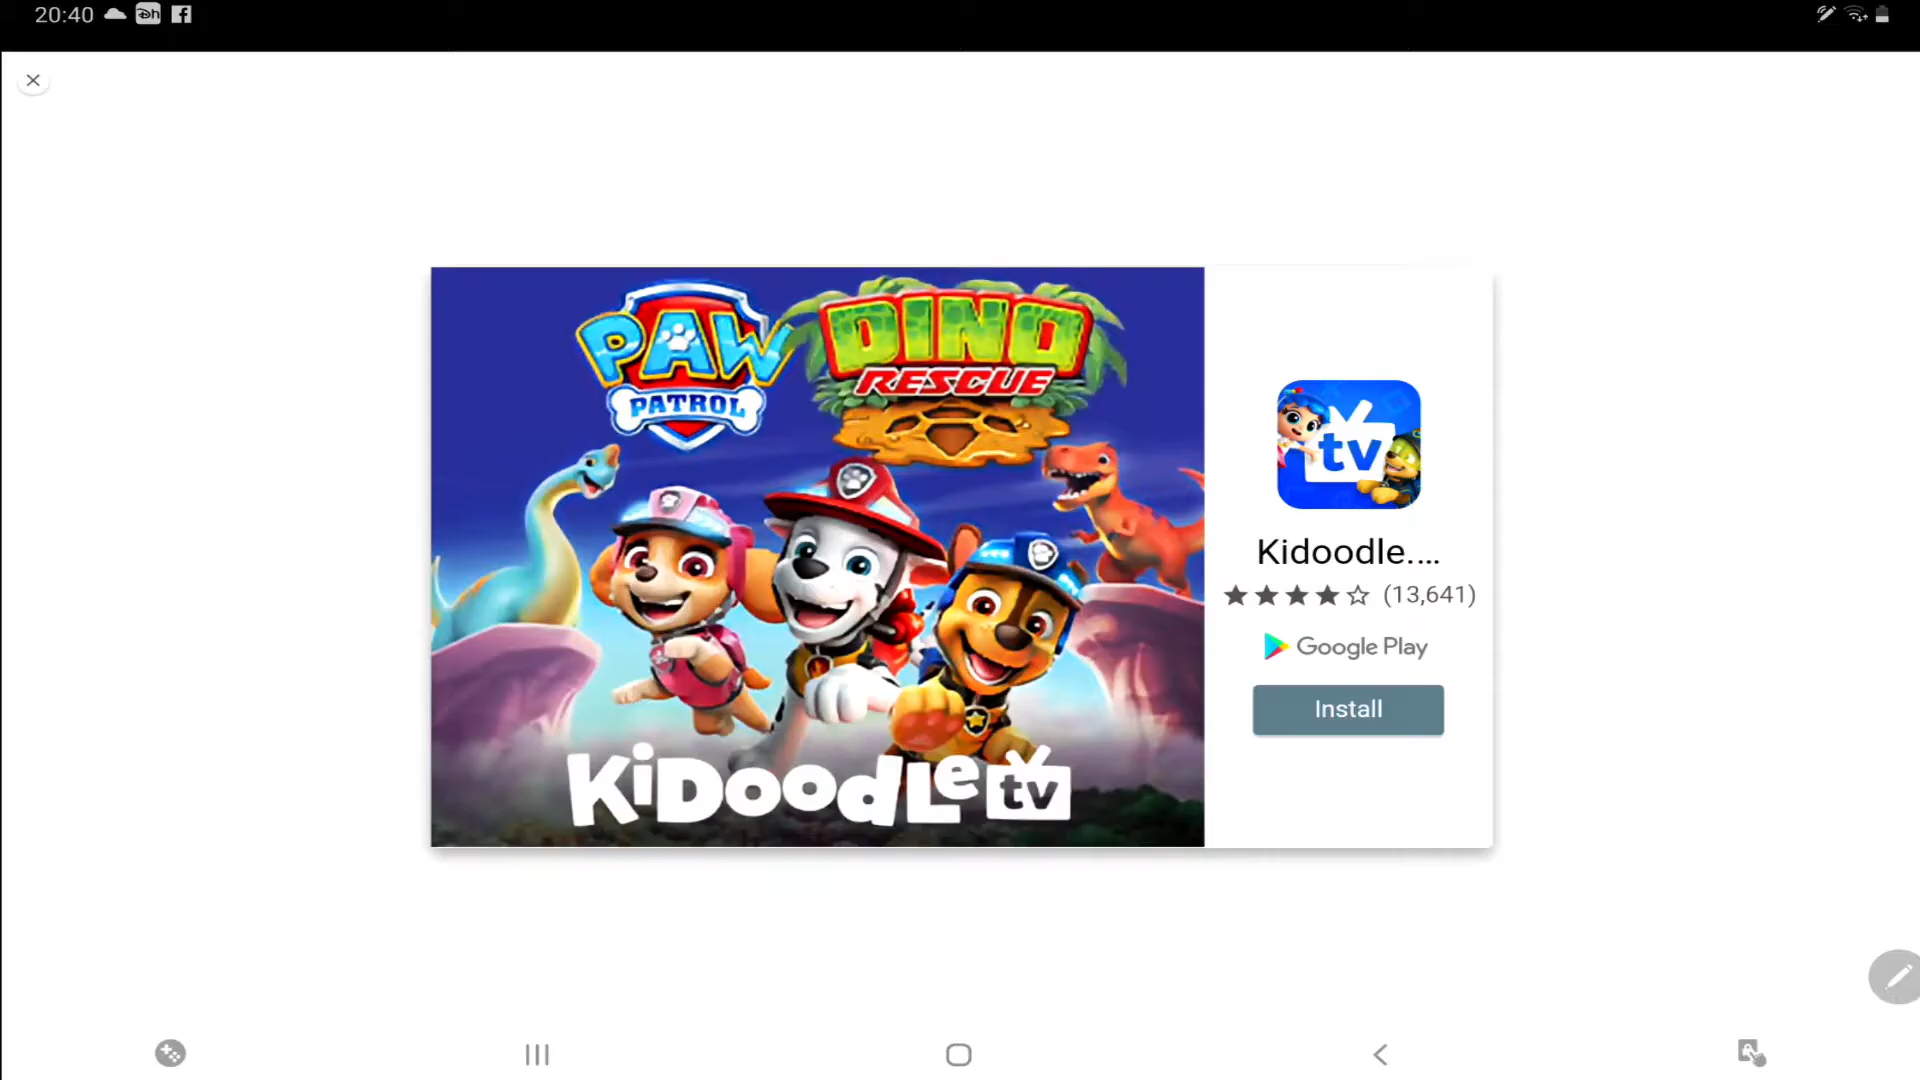 20:40
PAW
PATROL
DINO
RESCUE
tv
Kidoodle....
(13,641)
Google Play
Install
KiDoodLe tv